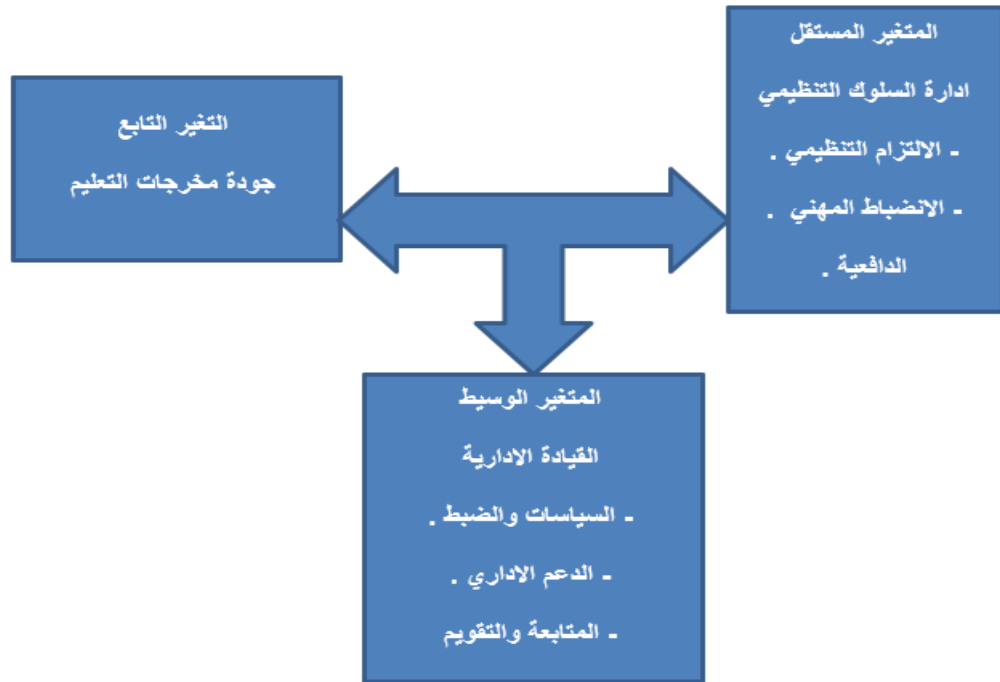 المتغير المستقل
ادارة السلوك التنظيمي
- الالتزام التنظيمي .
- الانضباط المهني .
الدافعية .
التغير التابع
جودة مخرجات التعليم
المتغير الوسيط
القيادة الادارية
- السياسات والضبط .
- الدعم الاداري .
- المتابعة والتقويم